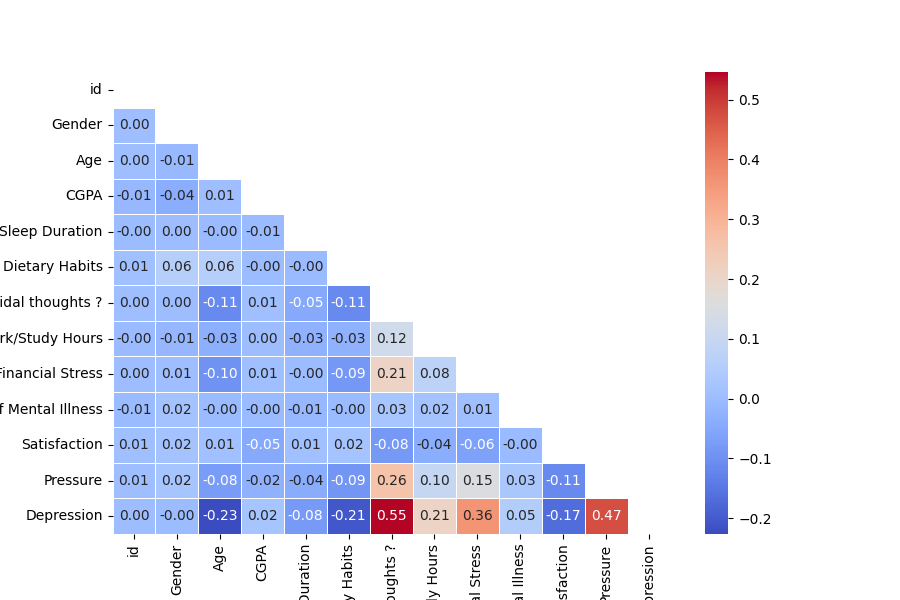 id
Gender 0.00
Age 0.00 -0.01
CGPA -0.01 -0.04 0.01
Sleep Duration -0.00 0.00 -0.00 -0.01
Dietary Habits 0.01 0.06 0.06 -0.00 -0.00
idal thoughts ? 0.00 0.00 -0.11 0.01 -0.05 -0.11
rk/Study Hours -0.00 -0.01 -0.03 0.00 -0.03 -0.03 0.12
Financial Stress 0.00 0.01 -0.10 0.01 -0.00 -0.09 0.21 0.08
f Mental Illness -0.01 0.02 -0.00 -0.00 -0.01 -0.00 0.03 0.02 0.01
Satisfaction 0.01 0.02 0.01 -0.05 0.01 0.02 -0.08 -0.04 -0.06 -0.00
Pressure 0.01 0.02 -0.08 -0.02 -0.04 -0.09 0.26 0.10 0.15 0.03 -0.11
Depression 0.00 -0.00 -0.23 0.02 -0.08 -0.21 0.55 0.21 0.36 0.05 -0.17 0.47
id
Gender
Age
CGPA
Duration
y Habits
oughts ?
dy Hours
al Stress
al Illness
sfaction
Pressure
pression
0.5
0.4
0.3
0.2
0.1
0.0
−0.1
−0.2